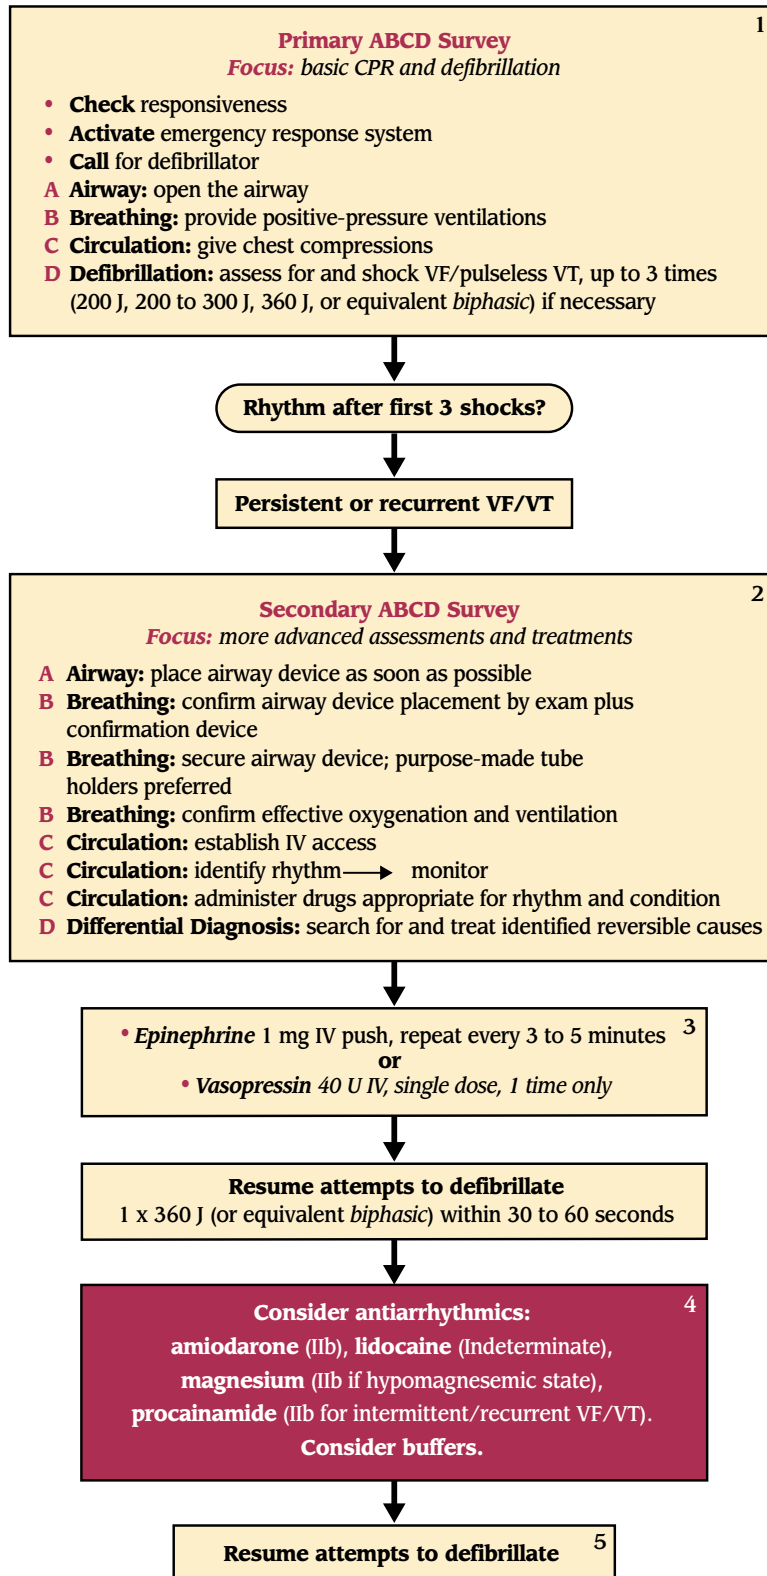 1
Primary ABCD Survey
Focus: basic CPR and defibrillation
• Check responsiveness
• Activate emergency response system
• Call for defibrillator
A Airway: open the airway
B Breathing: provide positive-pressure ventilations
C Circulation: give chest compressions
D Defibrillation: assess for and shock VF/pulseless VT, up to 3 times
(200 J, 200 to 300 J, 360 J, or equivalent biphasic) if necessary
Rhythm after first 3 shocks?
Persistent or recurrent VF/VT
2
Secondary ABCD Survey
Focus: more advanced assessments and treatments
A Airway: place airway device as soon as possible
B Breathing: confirm airway device placement by exam plus
confirmation device
B Breathing: secure airway device; purpose-made tube
holders preferred
B Breathing: confirm effective oxygenation and ventilation
C Circulation: establish IV access
C Circulation: identify rhythm → monitor
C Circulation: administer drugs appropriate for rhythm and condition
D Differential Diagnosis: search for and treat identified reversible causes
3
• Epinephrine 1 mg IV push, repeat every 3 to 5 minutes
or
• Vasopressin 40 U IV, single dose, 1 time only
Resume attempts to defibrillate
1 x 360 J (or equivalent biphasic) within 30 to 60 seconds
4
Consider antiarrhythmics:
amiodarone (IIb), lidocaine (Indeterminate),
magnesium (IIb if hypomagnesemic state),
procainamide (IIb for intermittent/recurrent VF/VT).
Consider buffers.
5
Resume attempts to defibrillate